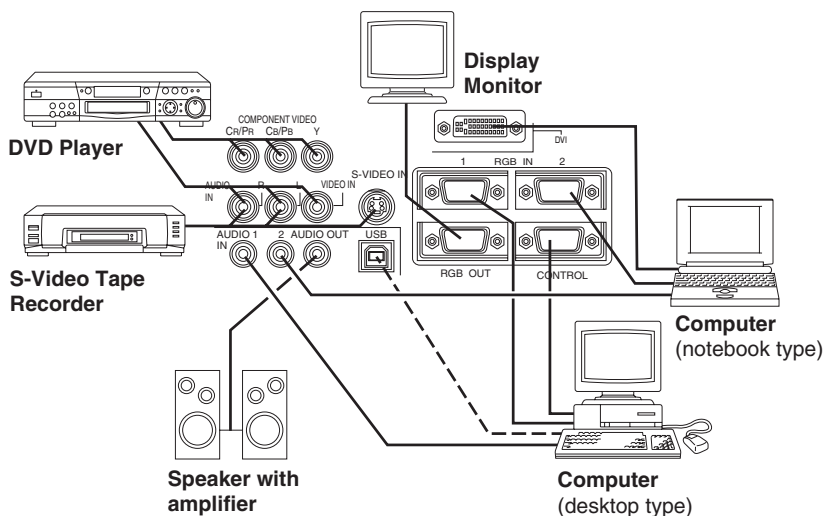 Display
Monitor
COMPONENT VIDEO
CR/PR CB/PB Y
DVD Player
DVI
1 RGB IN 2
S-VIDEO IN
AUDIO IN R L VIDEO IN
AUDIO 1 IN 2 AUDIO OUT USB
S-Video Tape
Recorder
RGB OUT CONTROL
Computer
(notebook type)
Speaker with
amplifier
Computer
(desktop type)